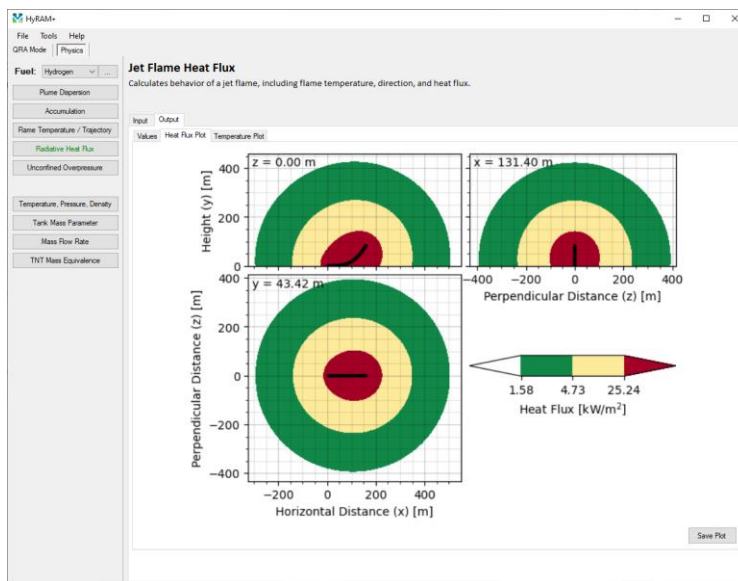 HyRAM+
File Tools Help
QRA Mode Physics
Fuel: Hydrogen ...
Plume Dispersion
Accumulation
Flame Temperature / Trajectory
Radiative Heat Flux
Unconfined Overpressure
Temperature, Pressure, Density
Tank Mass Parameter
Mass Flow Rate
TNT Mass Equivalence
Jet Flame Heat Flux
Calculates behavior of a jet flame, including flame temperature, direction, and heat flux.
Input Output
Values Heat Flux Plot Temperature Plot
z = 0.00 m
400
200
0
Height (y) [m]
x = 131.40 m
−400 −200 0 200 400
Perpendicular Distance (z) [m]
y = 43.42 m
400
200
0
−200
−400
Perpendicular Distance (z) [m]
−200 0 200 400
Horizontal Distance (x) [m]
1.58 4.73 25.24
Heat Flux [kW/m²]
Save Plot